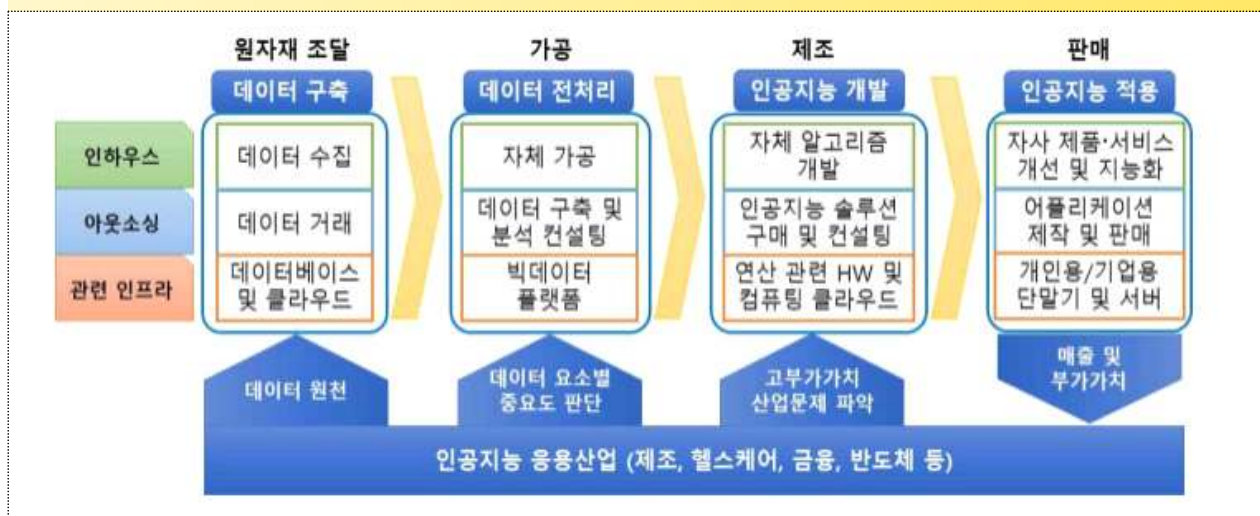 원자재 조달 가공 제조 판매
데이터 구축 데이터 전처리 인공지능 개발 인공지능 적용
인하우스
데이터 수집
자체 가공
자체 알고리즘
개발
자사 제품·서비스
개선 및 지능화
아웃소싱
데이터 거래
데이터 구축 및
분석 컨설팅
인공지능 솔루션
구매 및 컨설팅
어플리케이션
제작 및 판매
관련 인프라
데이터베이스
및 클라우드
빅데이터
플랫폼
연산 관련 HW 및
컴퓨팅 클라우드
개인용/기업용
단말기 및 서버
데이터 원천
데이터 요소별
중요도 판단
고부가가치
산업문제 파악
매출 및
부가가치
인공지능 응용산업 (제조, 헬스케어, 금융, 반도체 등)